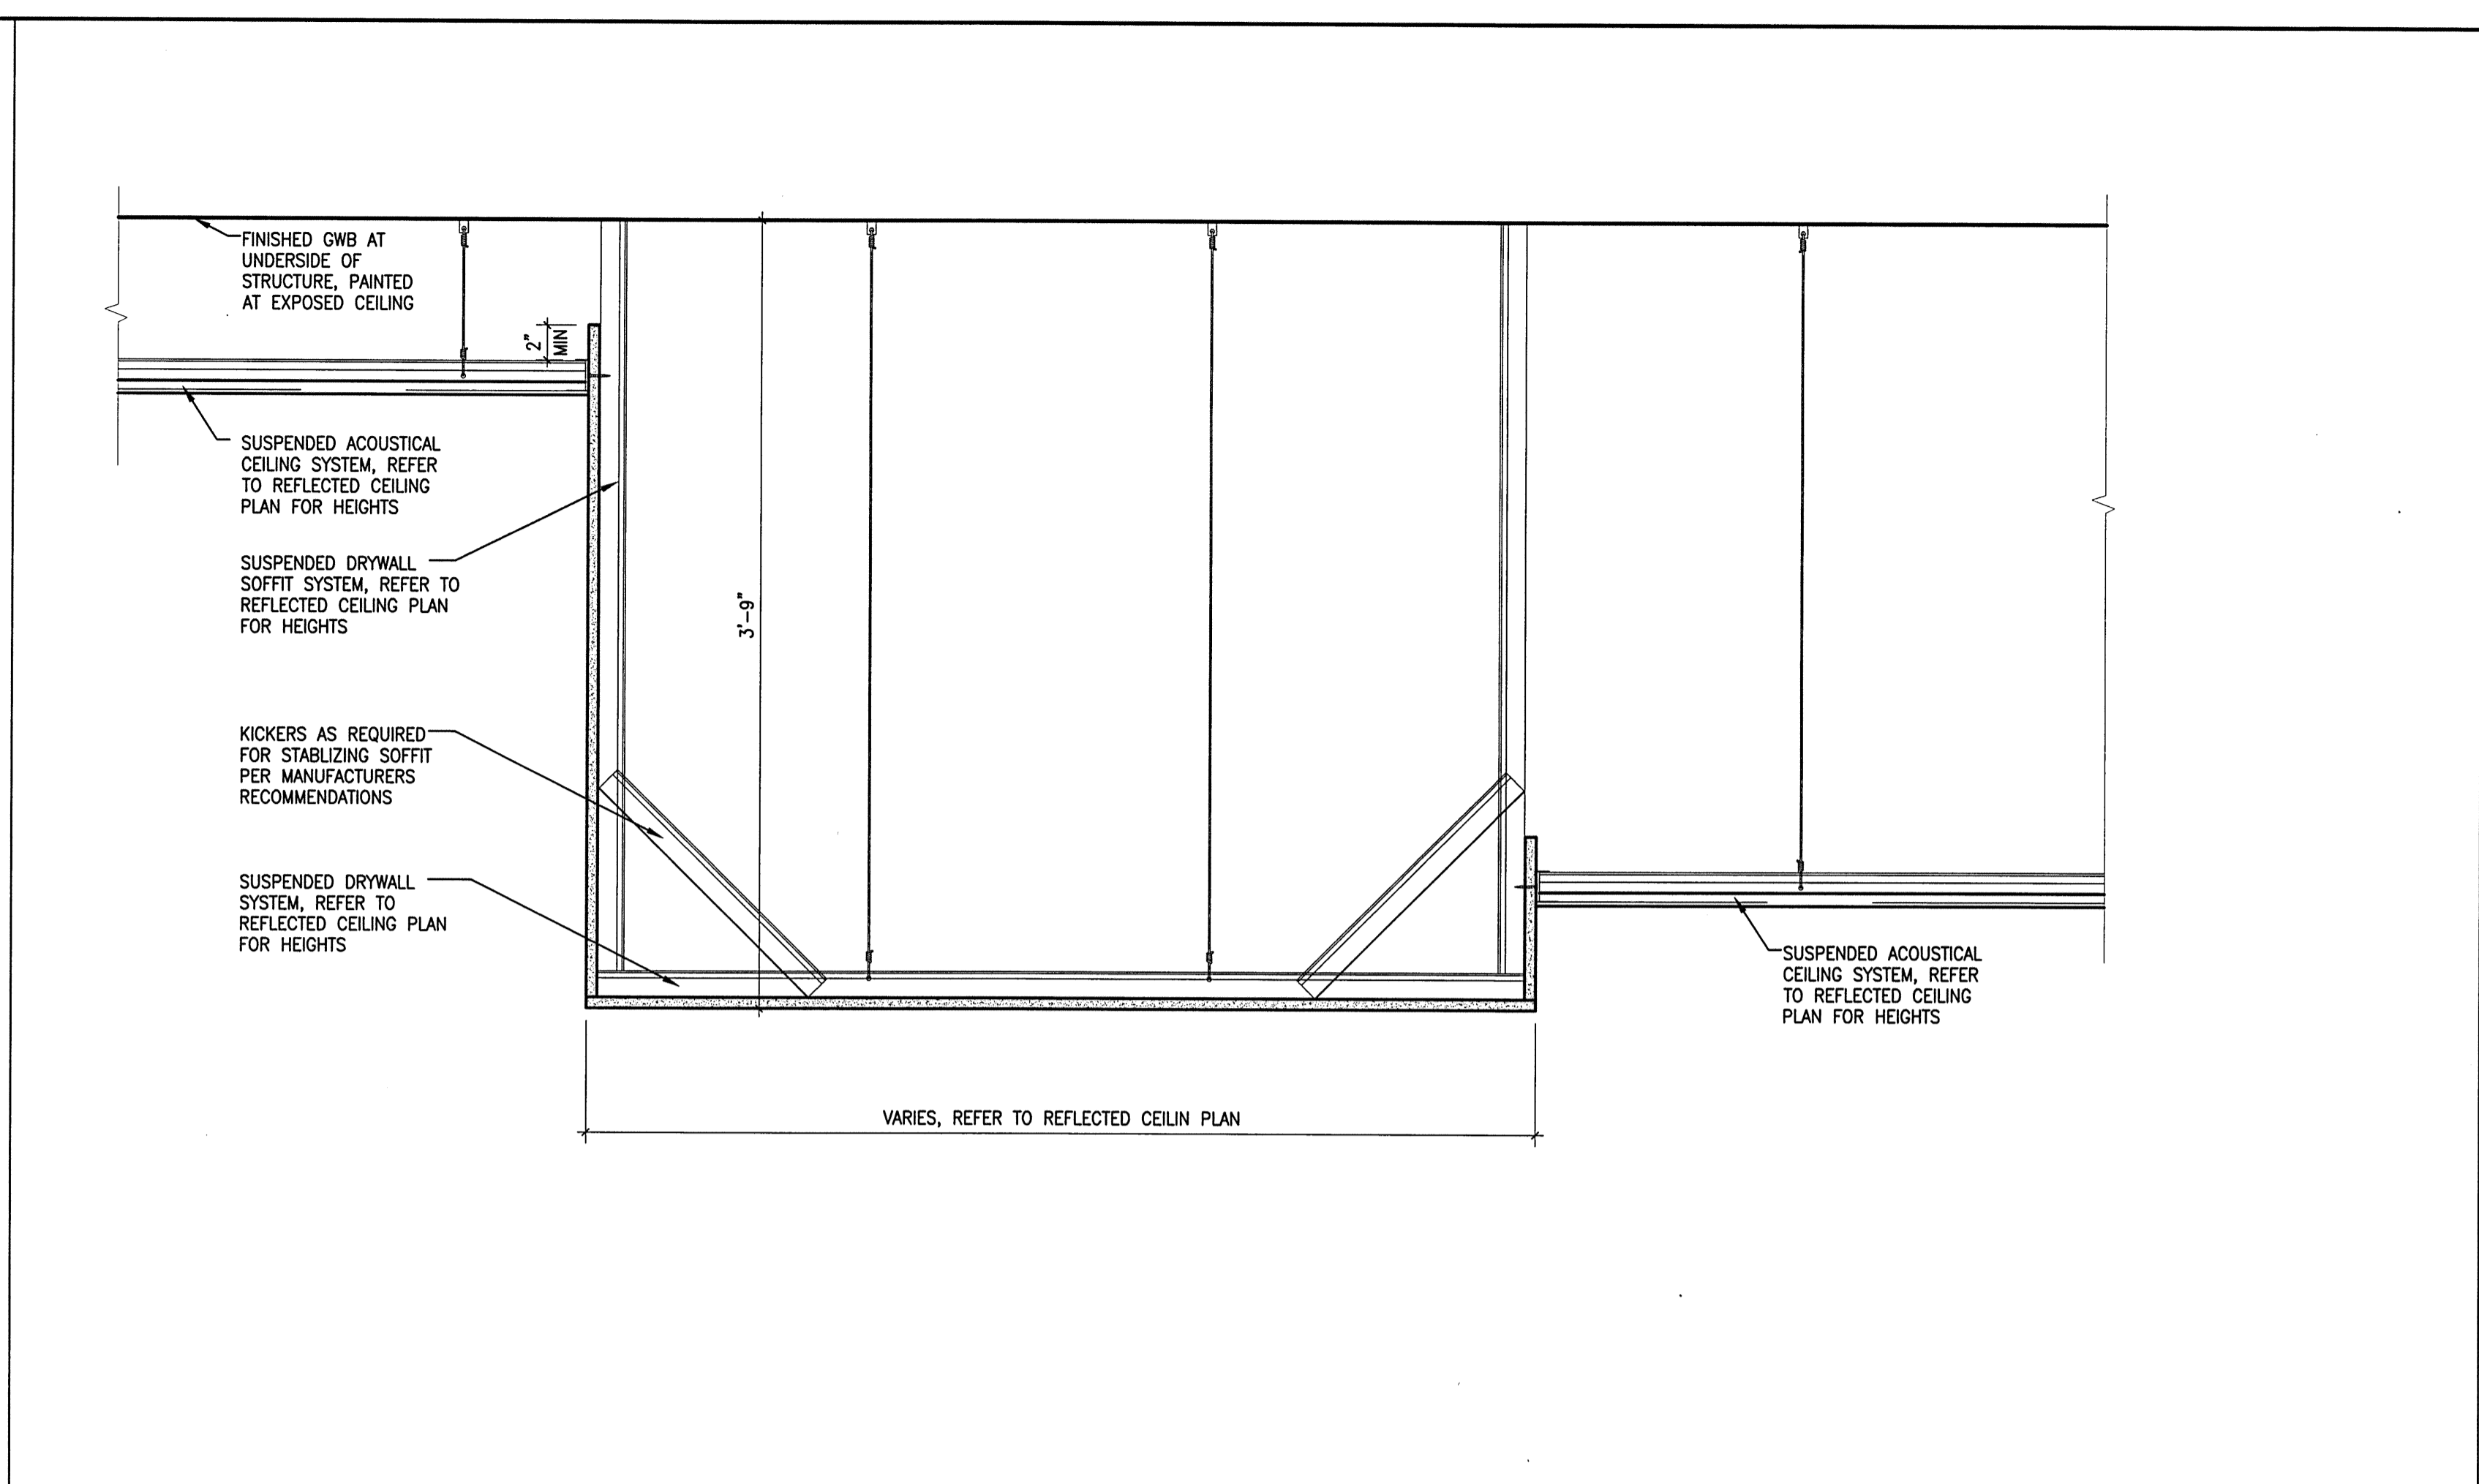 FINISHED GWB AT
UNDERSIDE OF
STRUCTURE, PAINTED
AT EXPOSED CEILING
2"
MIN
SUSPENDED ACOUSTICAL
CEILING SYSTEM, REFER
TO REFLECTED CEILING
PLAN FOR HEIGHTS
SUSPENDED DRYWALL
SOFFIT SYSTEM, REFER TO
REFLECTED CEILING PLAN
FOR HEIGHTS
3'-9"
KICKERS AS REQUIRED
FOR STABLIZING SOFFIT
PER MANUFACTURERS
RECOMMENDATIONS
SUSPENDED DRYWALL
SYSTEM, REFER TO
REFLECTED CEILING PLAN
FOR HEIGHTS
SUSPENDED ACOUSTICAL
CEILING SYSTEM, REFER
TO REFLECTED CEILING
PLAN FOR HEIGHTS
VARIES, REFER TO REFLECTED CEILIN PLAN